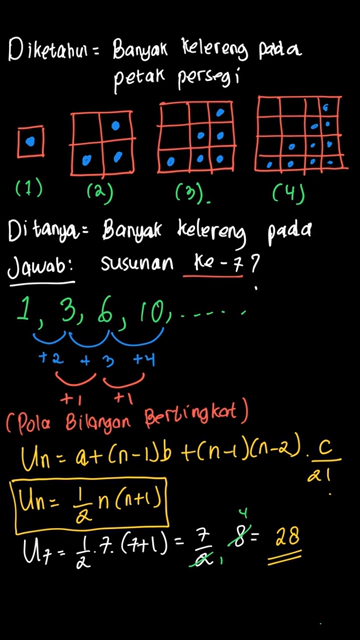 Diketahui = Banyak kelereng pada
petak persegi
(1) (2) (3). (4)
Ditanya = Banyak kelereng pada
Jawab: susunan ke-7?
1, 3, 6, 10, ......
+2 +3 +4
+1 +1
(Pola Bilangan Bertingkat)
Un = a+(n-1)b +(n-1)(n-2) . c/2!
Un = 1/2 n (n+1)
U7 = 1/2 . 7 . (7+1) = 7/2 1 8 4 = 28